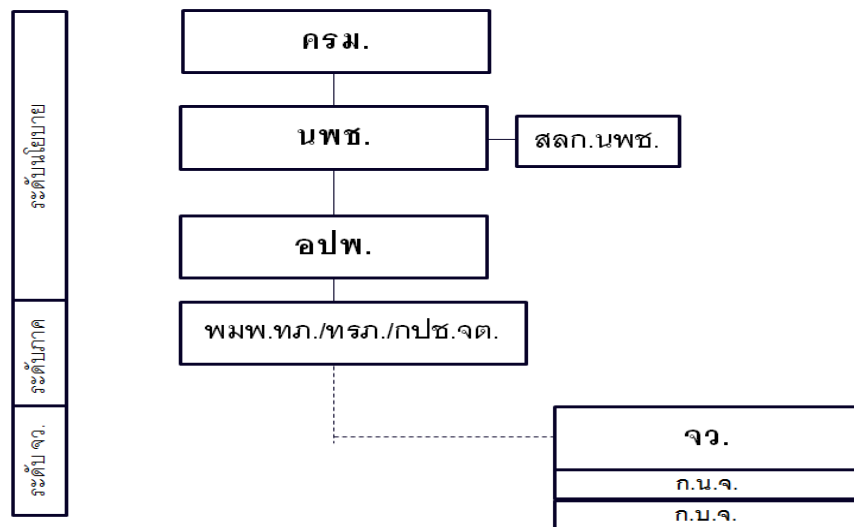 ครม.
นพช.
สลก.นพช.
อปพ.
พมพ.ทภ./ทรภ./กปช.จต.
จว.
ก.น.จ.
ก.บ.จ.
ระดับนโยบาย
ระดับภาค
ระดับ จว.